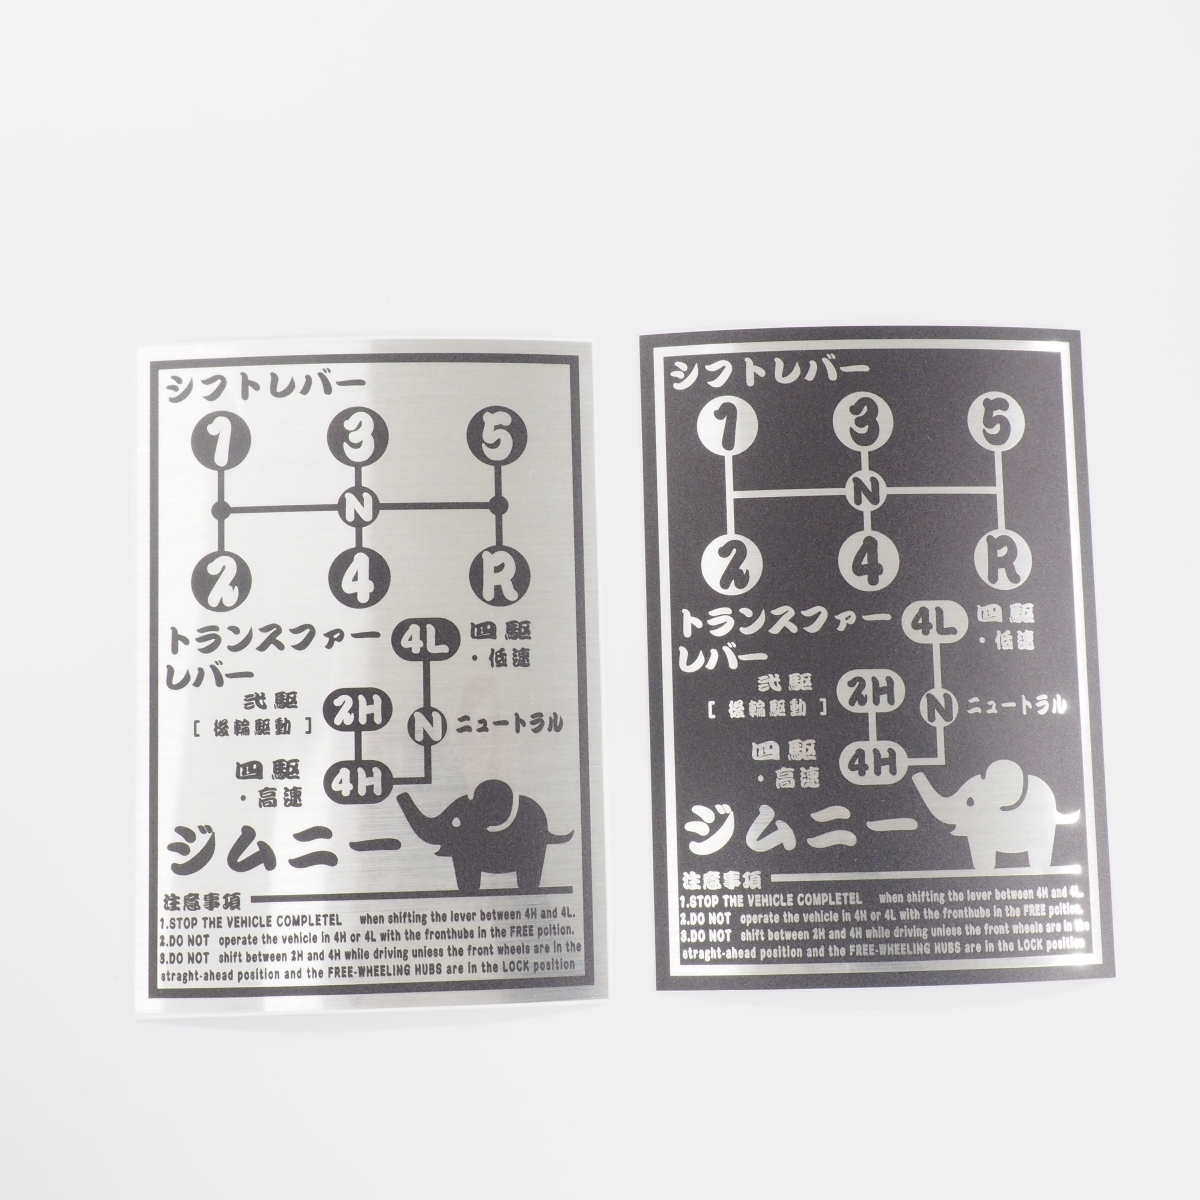 シフトレバー
1 3 5
N
2 4 R
トランスファー
レバー
4L 四駆
・低速
弐駆
[ 後輪駆動 ]
2H
N ニュートラル
四駆
・高速
4H
ジムニー
注意事項
1.STOP THE VEHICLE COMPLETEL when shifting the lever between 4H and 4L.
2.DO NOT operate the vehicle in 4H or 4L with the fronthubs in the FREE poition.
3.DO NOT shift between 2H and 4H while driving uniess the front wheels are in the
straght-ahead position and the FREE-WHEELING HUBS are in the LOCK position
シフトレバー
1 3 5
N
2 4 R
トランスファー
レバー
4L 四駆
・低速
弐駆
[ 後輪駆動 ]
2H
N ニュートラル
四駆
・高速
4H
ジムニー
注意事項
1.STOP THE VEHICLE COMPLETEL when shifting the lever between 4H and 4L.
2.DO NOT operate the vehicle in 4H or 4L with the fronthubs in the FREE poition.
3.DO NOT shift between 2H and 4H while driving uniess the front wheels are in the
straght-ahead position and the FREE-WHEELING HUBS are in the LOCK position